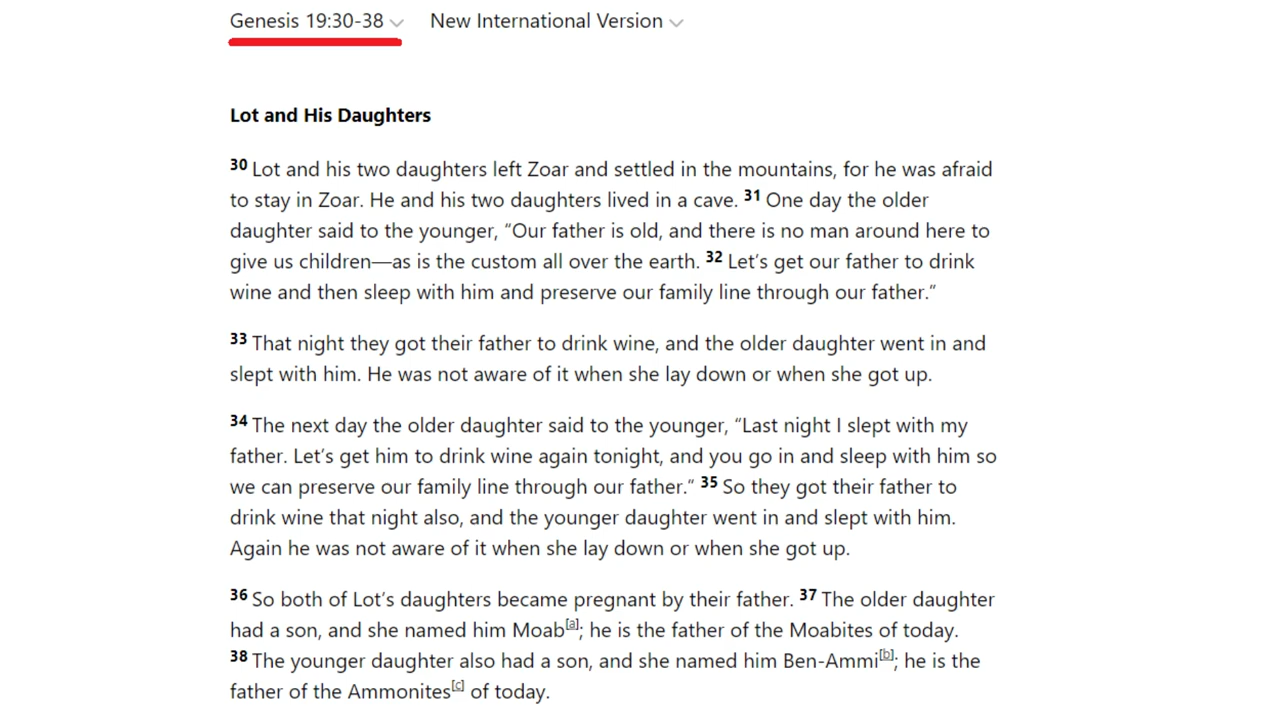 Genesis 19:30-38 New International Version
Lot and His Daughters
30 Lot and his two daughters left Zoar and settled in the mountains, for he was afraid
to stay in Zoar. He and his two daughters lived in a cave. 31 One day the older
daughter said to the younger, “Our father is old, and there is no man around here to
give us children—as is the custom all over the earth. 32 Let’s get our father to drink
wine and then sleep with him and preserve our family line through our father.”
33 That night they got their father to drink wine, and the older daughter went in and
slept with him. He was not aware of it when she lay down or when she got up.
34 The next day the older daughter said to the younger, “Last night I slept with my
father. Let’s get him to drink wine again tonight, and you go in and sleep with him so
we can preserve our family line through our father.” 35 So they got their father to
drink wine that night also, and the younger daughter went in and slept with him.
Again he was not aware of it when she lay down or when she got up.
36 So both of Lot’s daughters became pregnant by their father. 37 The older daughter
had a son, and she named him Moab[a]; he is the father of the Moabites of today.
38 The younger daughter also had a son, and she named him Ben-Ammi[b]; he is the
father of the Ammonites[c] of today.